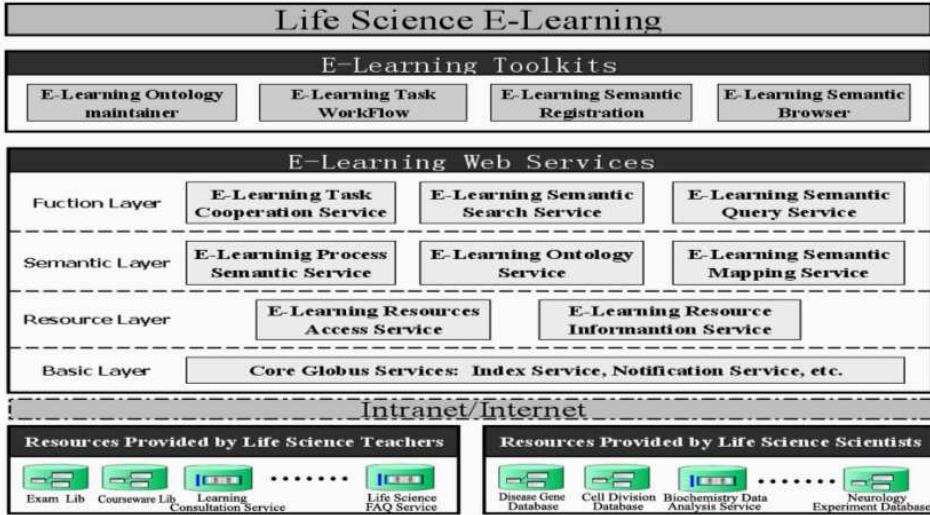 Life Science E-Learning
E-Learning Toolkits
E-Learning Ontology
maintainer
E-Learning Task
WorkFlow
E-Learning Semantic
Registration
E-Learning Semantic
Browser
E-Learning Web Services
Fuction Layer
E-Learning Task
Cooperation Service
E-Learning Semantic
Search Service
E-Learning Semantic
Query Service
Semantic Layer
E-Learninig Process
Semantic Service
E-Learning Ontology
Service
E-Learning Semantic
Mapping Service
Resource Layer
E-Learning Resources
Access Service
E-Learning Resource
Informantion Service
Basic Layer
Core Globus Services: Index Service, Notification Service, etc.
Intranet/Internet
Resources Provided by Life Science Teachers
Exam Lib
Courseware Lib
Learning
Consultation Service
Life Science
FAQ Service
Resources Provided by Life Science Scientists
Disease Gene
Database
Cell Division
Database
Biochemistry Data
Analysis Service
Neurology
Experiment Database